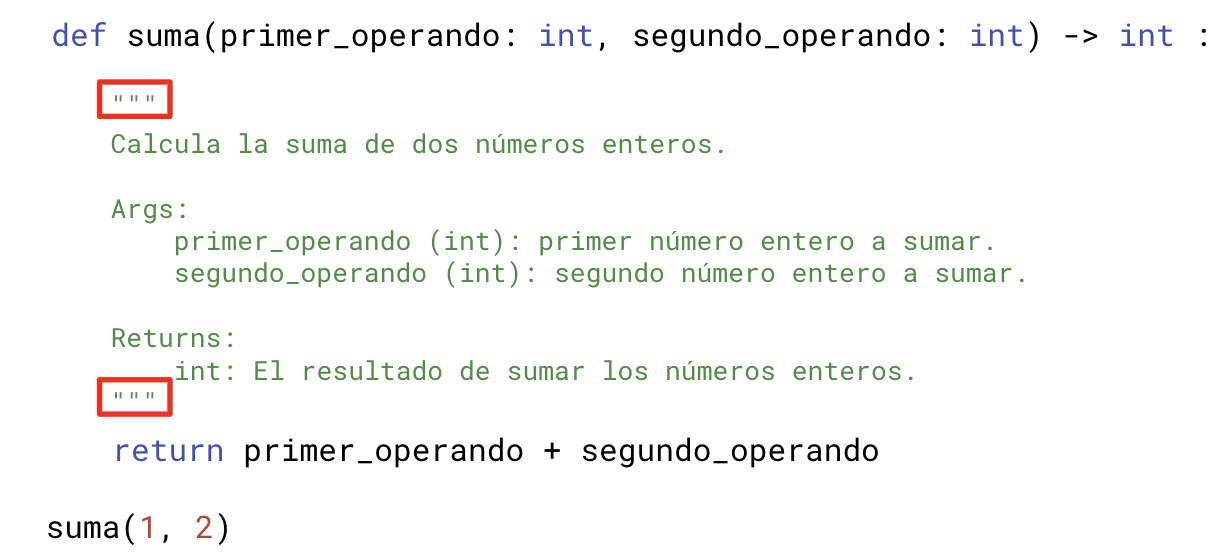 def suma(primer_operando: int, segundo_operando: int) -> int :
"""
Calcula la suma de dos números enteros.
Args:
primer_operando (int): primer número entero a sumar.
segundo_operando (int): segundo número entero a sumar.
Returns:
int: El resultado de sumar los números enteros.
"""
return primer_operando + segundo_operando
suma(1, 2)